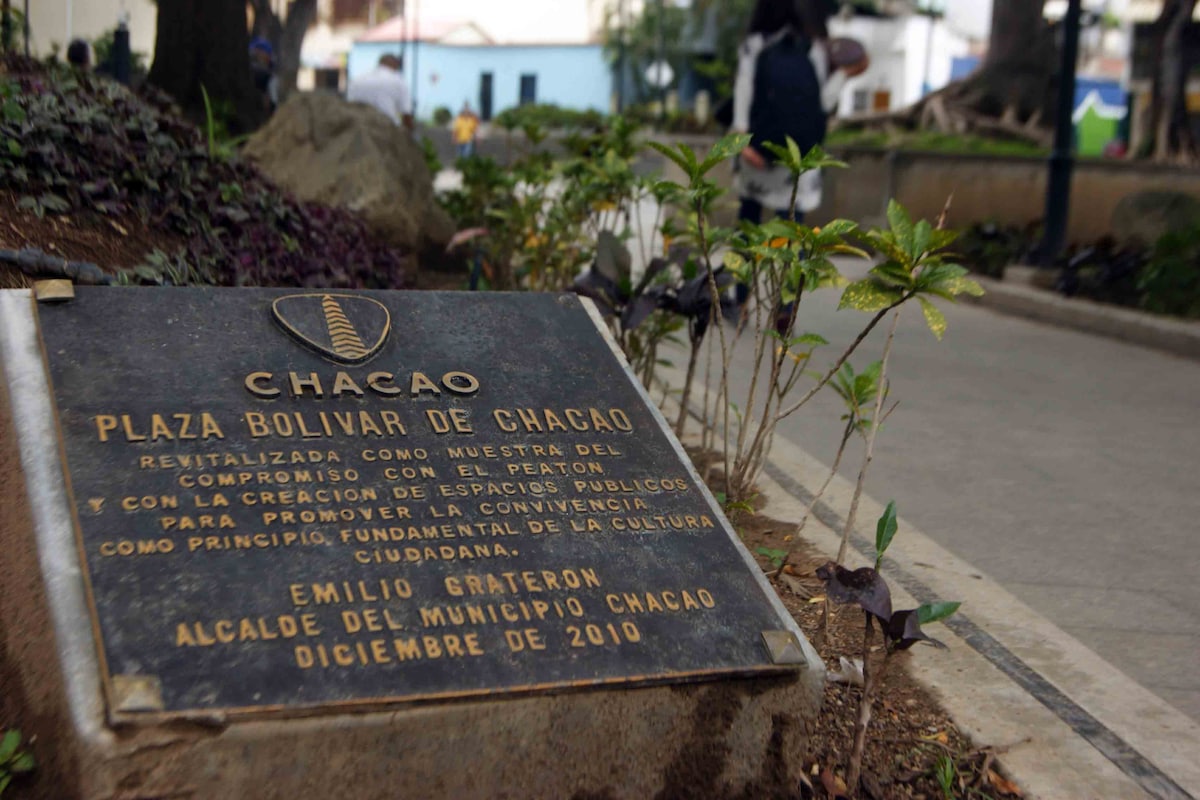 CHACAO
PLAZA BOLIVAR DE CHACAO
REVITALIZADA COMO MUESTRA DEL
COMPROMISO CON EL PEATON
Y CON LA CREACION DE ESPACIOS PUBLICOS
PARA PROMOVER LA CONVIVENCIA
COMO PRINCIPIO FUNDAMENTAL DE LA CULTURA
CIUDADANA.
EMILIO GRATERON
ALCALDE DEL MUNICIPIO CHACAO
DICIEMBRE DE 2010